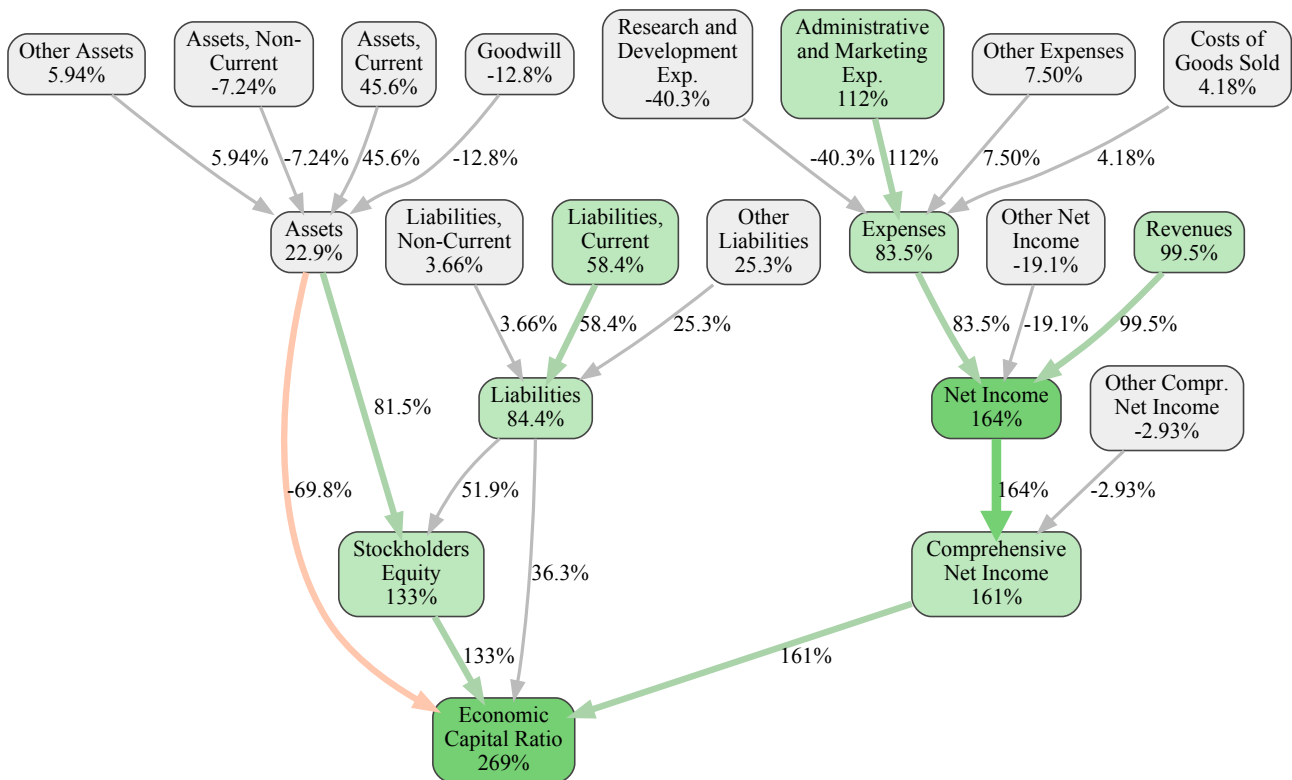 Other Assets
5.94%
Assets, Non-
Current
-7.24%
Assets,
Current
45.6%
Goodwill
-12.8%
Research and
Development
Exp.
-40.3%
Administrative
and Marketing
Exp.
112%
Other Expenses
7.50%
Costs of
Goods Sold
4.18%
5.94%
-7.24%
45.6%
-12.8%
-40.3%
112%
7.50%
4.18%
Assets
22.9%
Liabilities,
Non-Current
3.66%
Liabilities,
Current
58.4%
Other
Liabilities
25.3%
Expenses
83.5%
Other Net
Income
-19.1%
Revenues
99.5%
3.66%
58.4%
25.3%
83.5%
-19.1%
99.5%
81.5%
Liabilities
84.4%
Net Income
164%
Other Compr.
Net Income
-2.93%
-69.8%
51.9%
164%
-2.93%
Stockholders
Equity
133%
36.3%
Comprehensive
Net Income
161%
133%
161%
Economic
Capital Ratio
269%